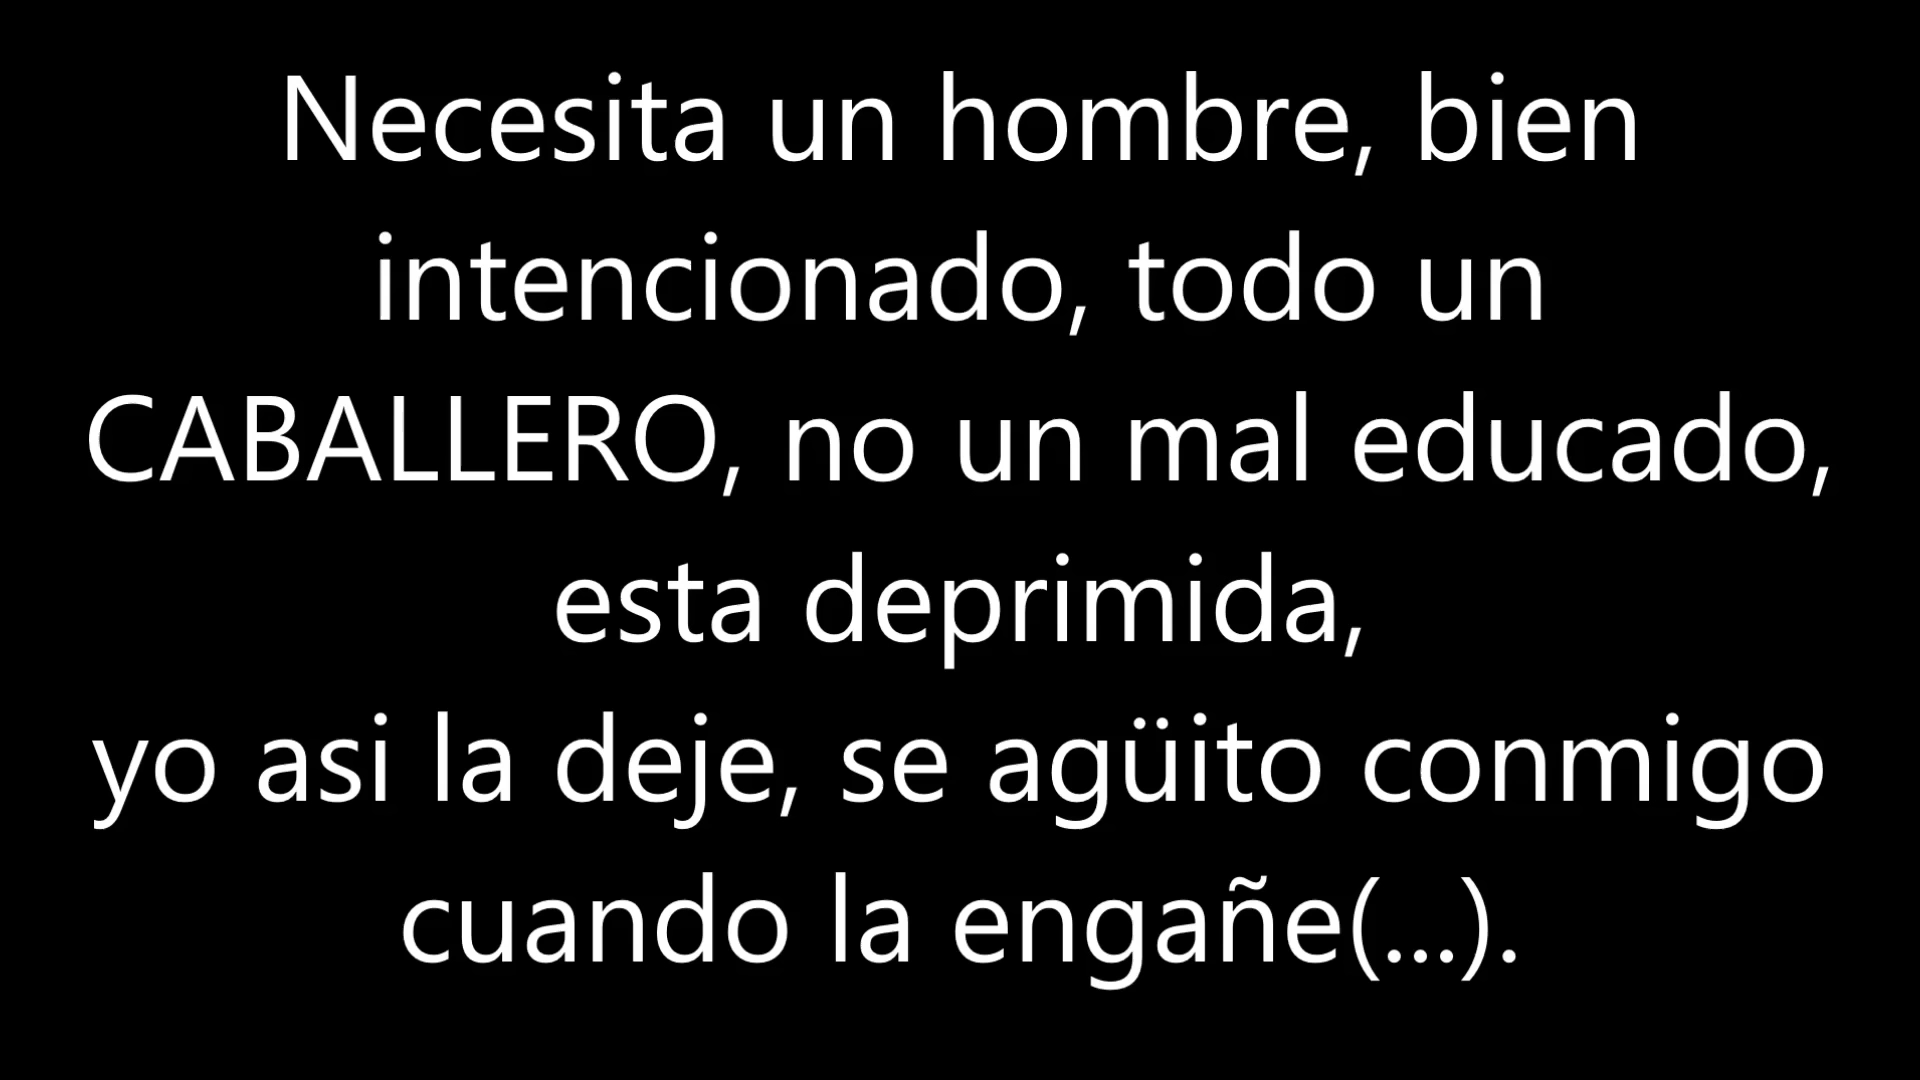 Necesita un hombre, bien
intencionado, todo un
CABALLERO, no un mal educado,
esta deprimida,
yo asi la deje, se agüito conmigo
cuando la engañe(...).